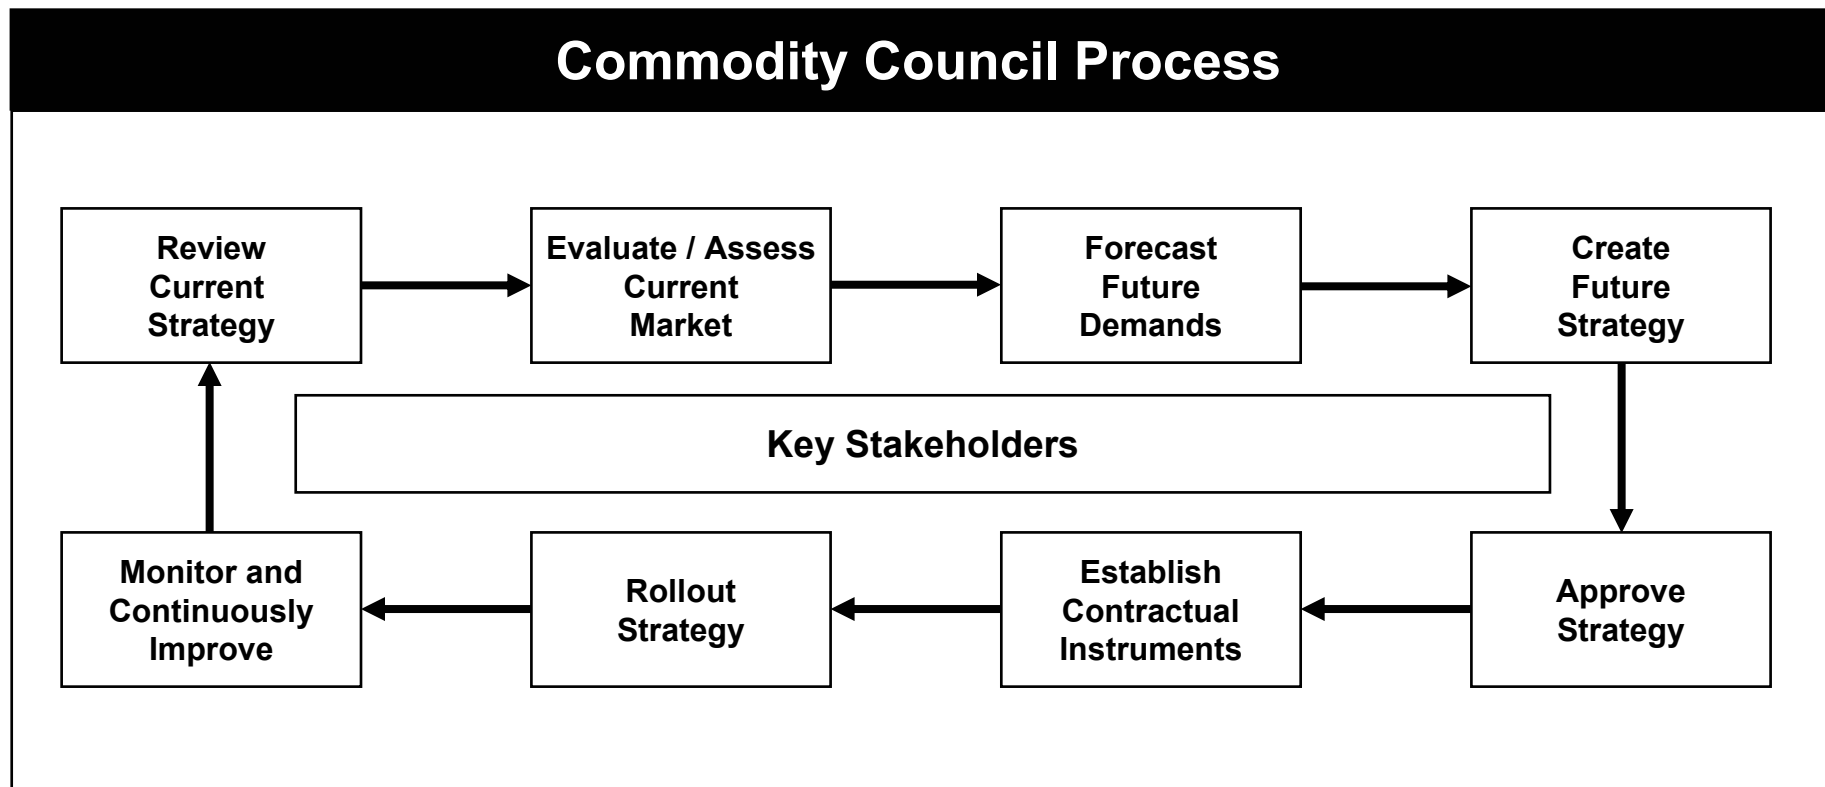 Commodity Council Process
Review
Current
Strategy
Evaluate / Assess
Current
Market
Forecast
Future
Demands
Create
Future
Strategy
Key Stakeholders
Monitor and
Continuously
Improve
Rollout
Strategy
Establish
Contractual
Instruments
Approve
Strategy